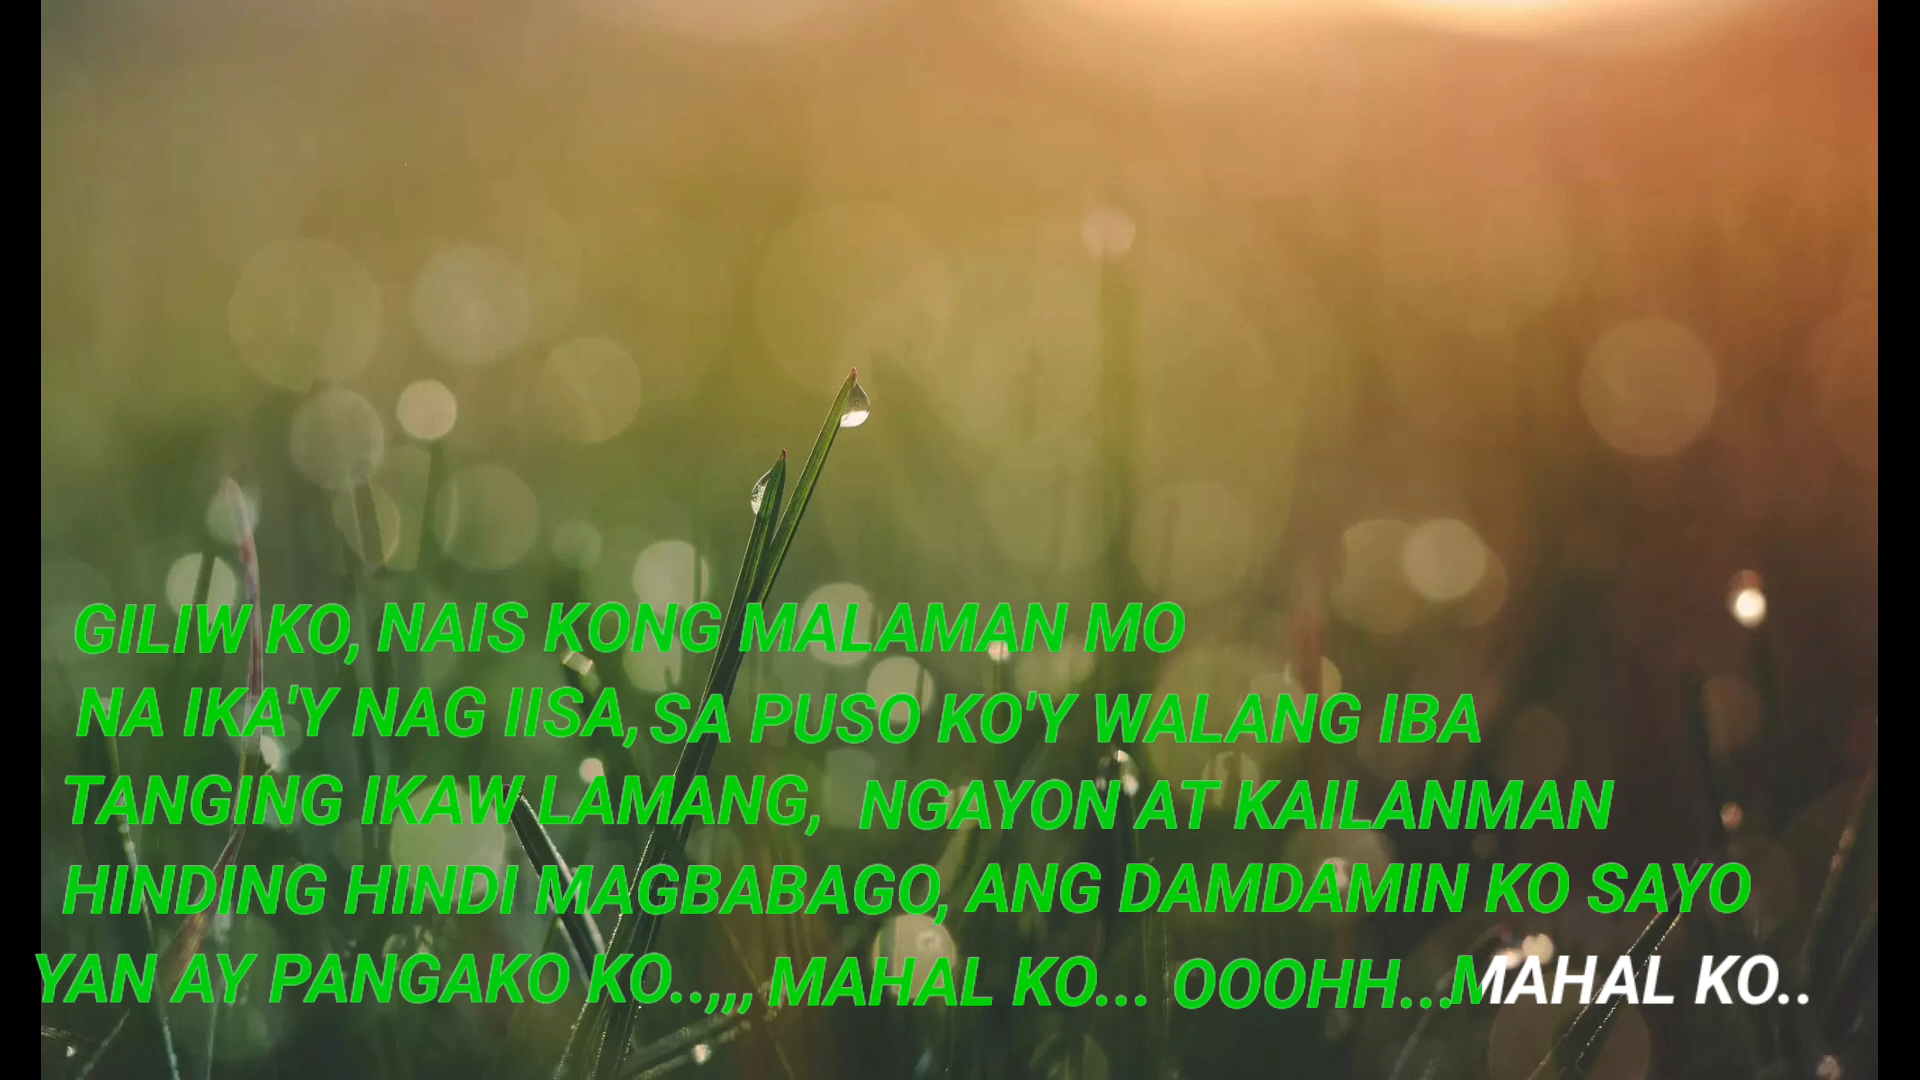 GILIW KO, NAIS KONG MALAMAN MO
NA IKA'Y NAG IISA, SA PUSO KO'Y WALANG IBA
TANGING IKAW LAMANG, NGAYON AT KAILANMAN
HINDING HINDI MAGBABAGO, ANG DAMDAMIN KO SAYO
YAN AY PANGAKO KO..,,, MAHAL KO... OOOHH...MAHAL KO..